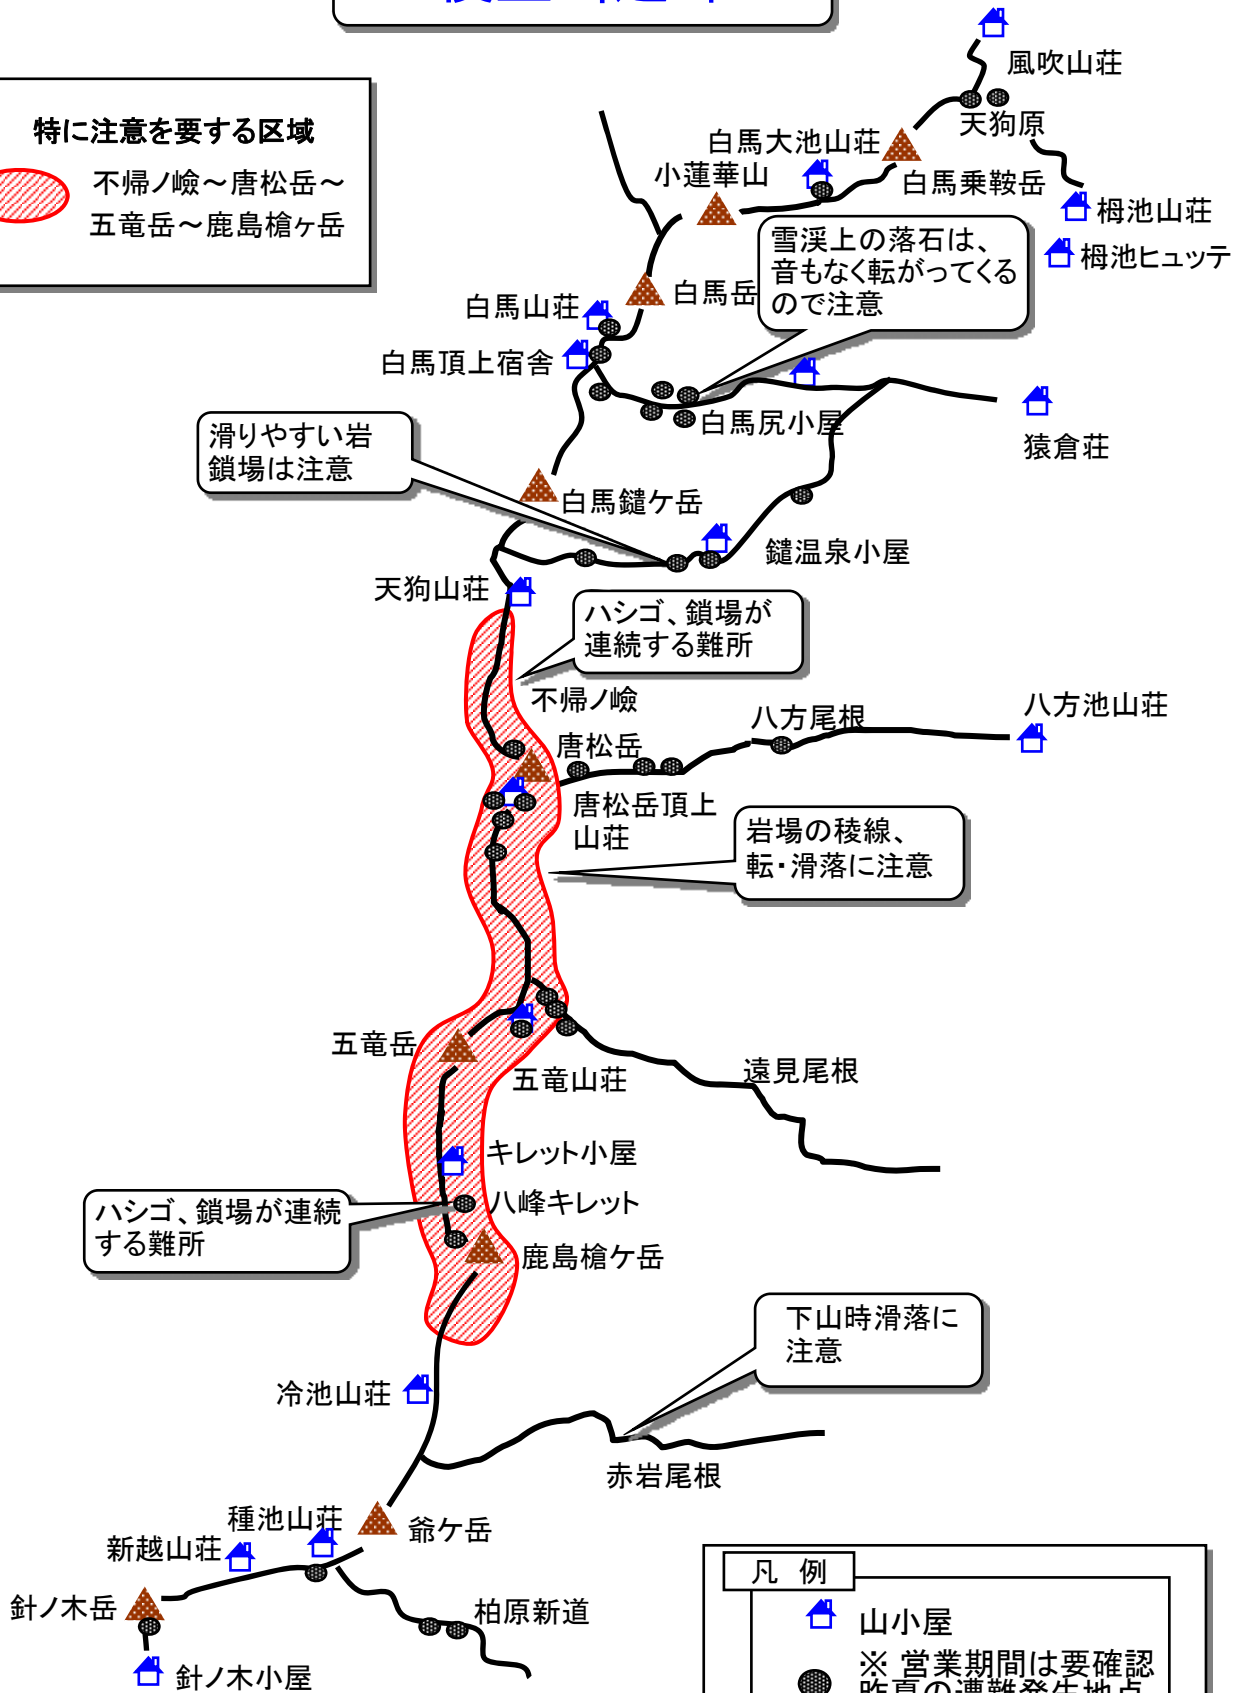 特に注意を要する区域
不帰ノ嶮～唐松岳～
五竜岳～鹿島槍ヶ岳
風吹山荘
天狗原
白馬大池山荘
小蓮華山
白馬乗鞍岳
栂池山荘
栂池ヒュッテ
雪渓上の落石は、
音もなく転がってくる
ので注意
白馬岳
白馬山荘
白馬頂上宿舎
白馬尻小屋
猿倉荘
滑りやすい岩
鎖場は注意
白馬鑓ケ岳
鑓温泉小屋
天狗山荘
ハシゴ、鎖場が
連続する難所
不帰ノ嶮
八方尾根
八方池山荘
唐松岳
唐松岳頂上
山荘
岩場の稜線、
転・滑落に注意
五竜岳
五竜山荘
遠見尾根
キレット小屋
八峰キレット
ハシゴ、鎖場が連続
する難所
鹿島槍ケ岳
下山時滑落に
注意
冷池山荘
赤岩尾根
種池山荘
爺ケ岳
新越山荘
針ノ木岳
柏原新道
針ノ木小屋
凡 例
山小屋
※ 営業期間は要確認
昨夏の遭難発生地点